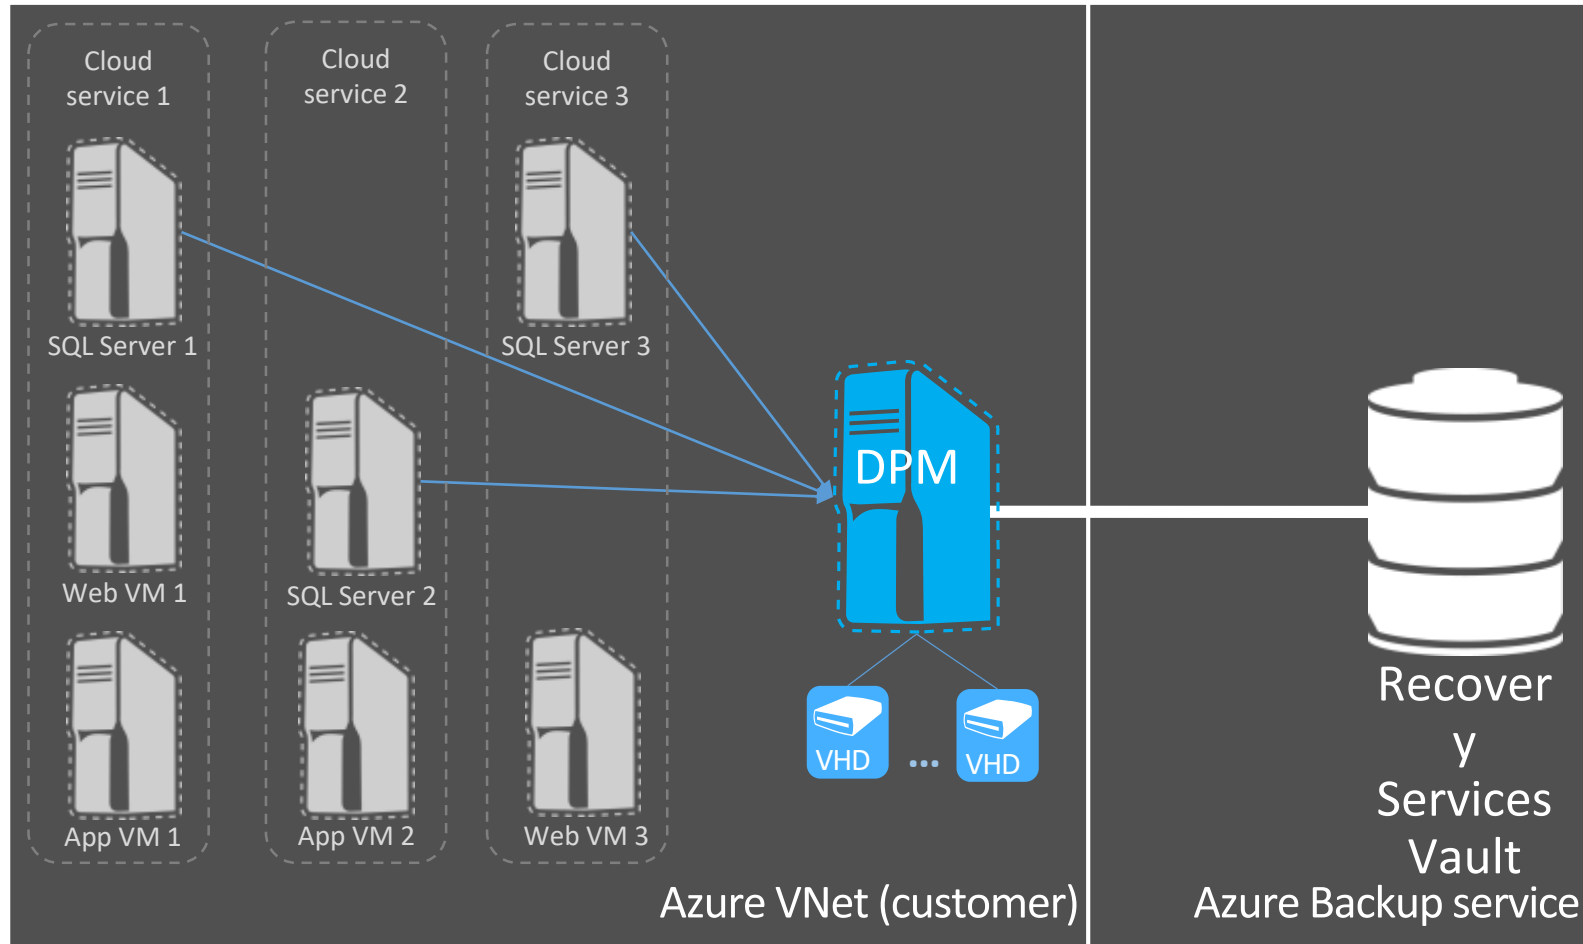 Cloud
service 1
Cloud
service 2
Cloud
service 3
SQL Server 1
SQL Server 3
Web VM 1
SQL Server 2
App VM 1
App VM 2
Web VM 3
DPM
VHD
...
VHD
Recover
y
Services
Vault
Azure VNet (customer)
Azure Backup service